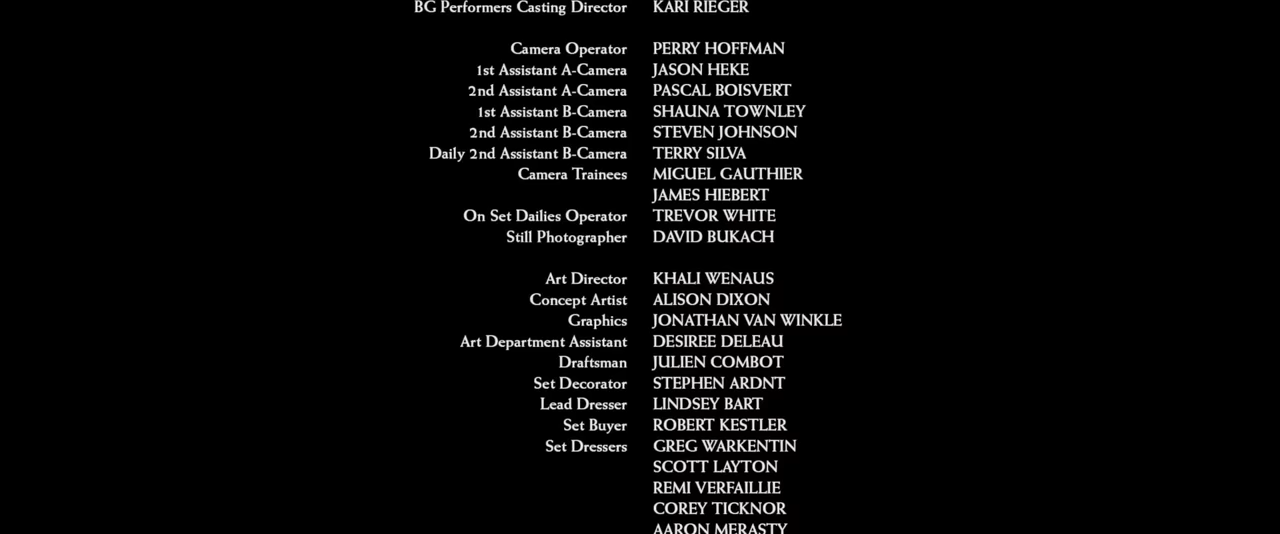 BG Performers Casting Director KARI RIEGER
Camera Operator PERRY HOFFMAN
1st Assistant A-Camera JASON HEKE
2nd Assistant A-Camera PASCAL BOISVERT
1st Assistant B-Camera SHAUNA TOWNLEY
2nd Assistant B-Camera STEVEN JOHNSON
Daily 2nd Assistant B-Camera TERRY SILVA
Camera Trainees MIGUEL GAUTHIER
JAMES HIEBERT
On Set Dailies Operator TREVOR WHITE
Still Photographer DAVID BUKACH
Art Director KHALI WENAUS
Concept Artist ALISON DIXON
Graphics JONATHAN VAN WINKLE
Art Department Assistant DESIREE DELEAU
Draftsman JULIEN COMBOT
Set Decorator STEPHEN ARDNT
Lead Dresser LINDSEY BART
Set Buyer ROBERT KESTLER
Set Dressers GREG WARKENTIN
SCOTT LAYTON
REMI VERFAILLIE
COREY TICKNOR
AARON MERASTY